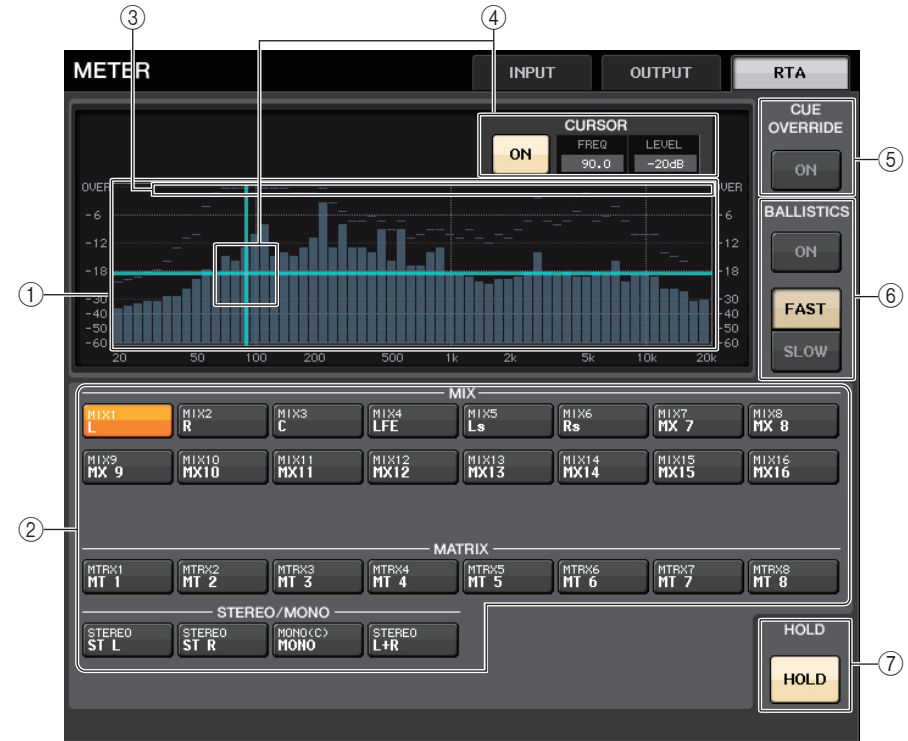 ③ ④
METER INPUT OUTPUT RTA
CURSOR
ON FREQ LEVEL
90.0 -20dB
CUE
OVERRIDE
ON
⑤
OVER OVER
-6 -6
-12 -12
-18 -18
-30 -30
-40 -40
-50 -50
-60 -60
20 50 100 200 500 1k 2k 5k 10k 20k
①
BALLISTICS
ON
FAST
SLOW
⑥
②
MIX
MIX1 MIX2 MIX3 MIX4 MIX5 MIX6 MIX7 MIX8
L R C LFE Ls Rs MX 7 MX 8
MIX9 MIX10 MIX11 MIX12 MIX13 MIX14 MIX15 MIX16
MX 9 MX10 MX11 MX12 MX13 MX14 MX15 MX16
MATRIX
MTRX1 MTRX2 MTRX3 MTRX4 MTRX5 MTRX6 MTRX7 MTRX8
MT 1 MT 2 MT 3 MT 4 MT 5 MT 6 MT 7 MT 8
STEREO/MONO
STEREO STEREO MONO(C) STEREO
ST L ST R MONO L+R
HOLD
HOLD
⑦